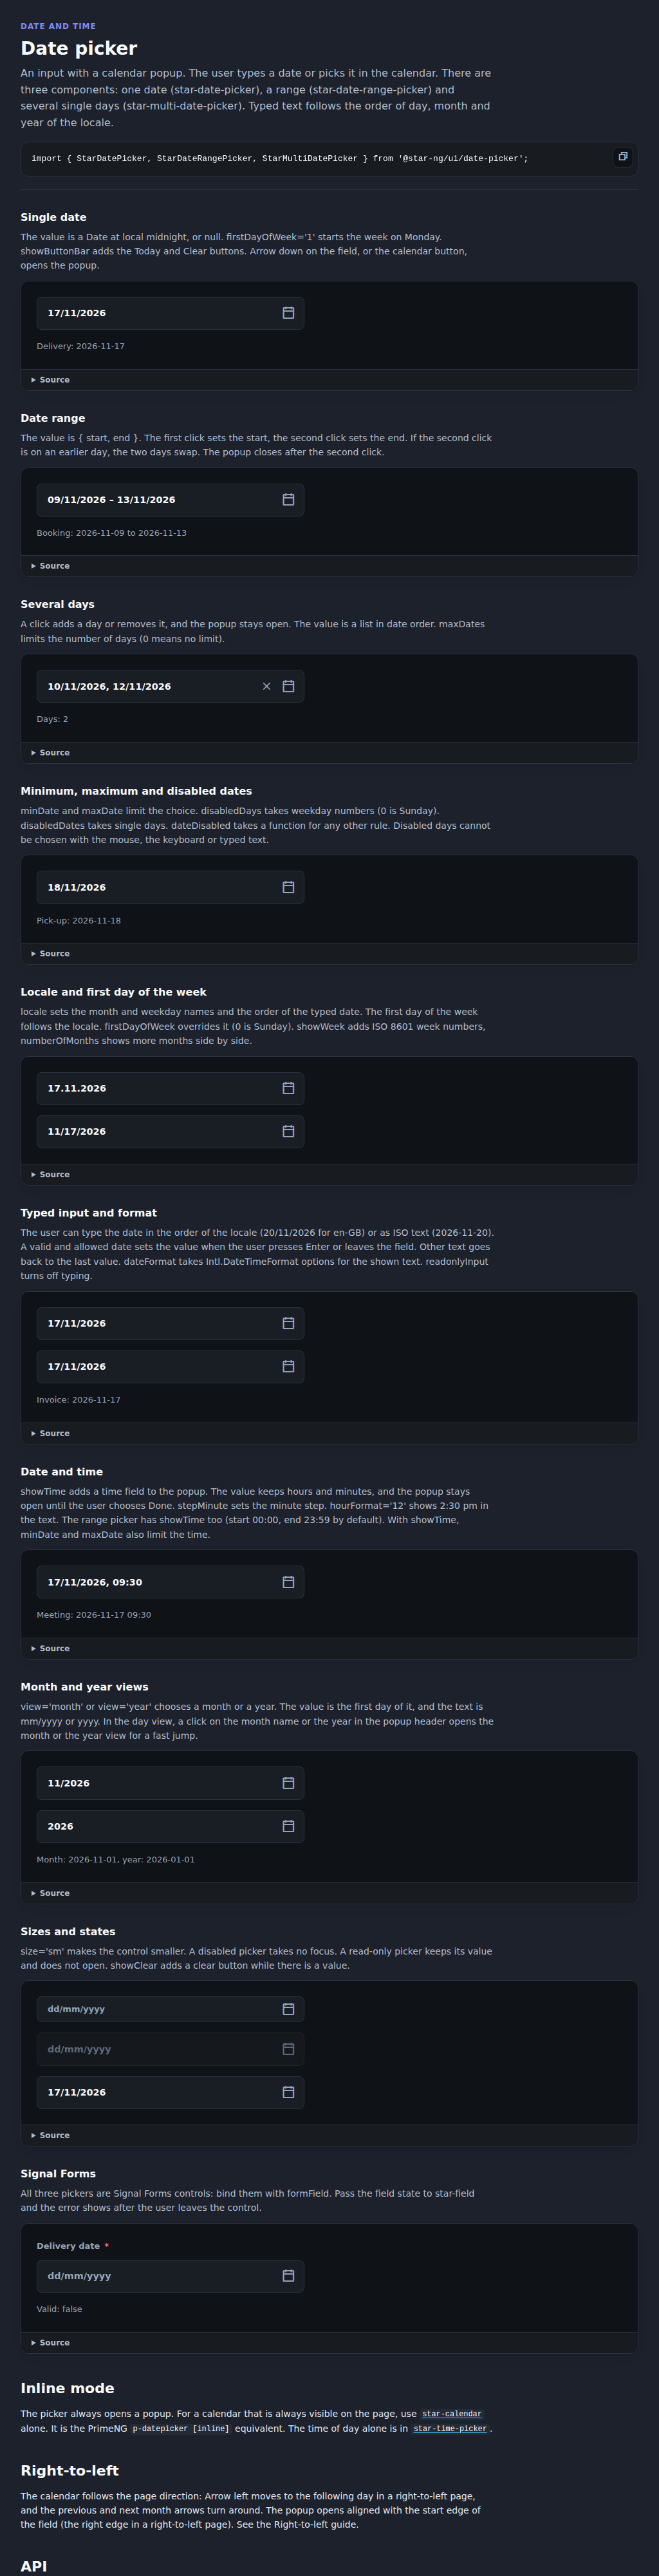 DATE AND TIME
Date picker
An input with a calendar popup. The user types a date or picks it in the calendar. There are
three components: one date (star-date-picker), a range (star-date-range-picker) and
several single days (star-multi-date-picker). Typed text follows the order of day, month and
year of the locale.
import { StarDatePicker, StarDateRangePicker, StarMultiDatePicker } from '@star-ng/ui/date-picker';
Single date
The value is a Date at local midnight, or null. firstDayOfWeek='1' starts the week on Monday.
showButtonBar adds the Today and Clear buttons. Arrow down on the field, or the calendar button,
opens the popup.
17/11/2026
Delivery: 2026-11-17
Source
Date range
The value is { start, end }. The first click sets the start, the second click sets the end. If the second click
is on an earlier day, the two days swap. The popup closes after the second click.
09/11/2026 – 13/11/2026
Booking: 2026-11-09 to 2026-11-13
Source
Several days
A click adds a day or removes it, and the popup stays open. The value is a list in date order. maxDates
limits the number of days (0 means no limit).
10/11/2026, 12/11/2026
Days: 2
Source
Minimum, maximum and disabled dates
minDate and maxDate limit the choice. disabledDays takes weekday numbers (0 is Sunday).
disabledDates takes single days. dateDisabled takes a function for any other rule. Disabled days cannot
be chosen with the mouse, the keyboard or typed text.
18/11/2026
Pick-up: 2026-11-18
Source
Locale and first day of the week
locale sets the month and weekday names and the order of the typed date. The first day of the week
follows the locale. firstDayOfWeek overrides it (0 is Sunday). showWeek adds ISO 8601 week numbers,
numberOfMonths shows more months side by side.
17.11.2026
11/17/2026
Source
Typed input and format
The user can type the date in the order of the locale (20/11/2026 for en-GB) or as ISO text (2026-11-20).
A valid and allowed date sets the value when the user presses Enter or leaves the field. Other text goes
back to the last value. dateFormat takes Intl.DateTimeFormat options for the shown text. readonlyInput
turns off typing.
17/11/2026
17/11/2026
Invoice: 2026-11-17
Source
Date and time
showTime adds a time field to the popup. The value keeps hours and minutes, and the popup stays
open until the user chooses Done. stepMinute sets the minute step. hourFormat='12' shows 2:30 pm in
the text. The range picker has showTime too (start 00:00, end 23:59 by default). With showTime,
minDate and maxDate also limit the time.
17/11/2026, 09:30
Meeting: 2026-11-17 09:30
Source
Month and year views
view='month' or view='year' chooses a month or a year. The value is the first day of it, and the text is
mm/yyyy or yyyy. In the day view, a click on the month name or the year in the popup header opens the
month or the year view for a fast jump.
11/2026
2026
Month: 2026-11-01, year: 2026-01-01
Source
Sizes and states
size='sm' makes the control smaller. A disabled picker takes no focus. A read-only picker keeps its value
and does not open. showClear adds a clear button while there is a value.
dd/mm/yyyy
dd/mm/yyyy
17/11/2026
Source
Signal Forms
All three pickers are Signal Forms controls: bind them with formField. Pass the field state to star-field
and the error shows after the user leaves the control.
Delivery date *
dd/mm/yyyy
Valid: false
Source
Inline mode
The picker always opens a popup. For a calendar that is always visible on the page, use star-calendar
alone. It is the PrimeNG p-datepicker [inline] equivalent. The time of day alone is in star-time-picker.
Right-to-left
The calendar follows the page direction: Arrow left moves to the following day in a right-to-left page,
and the previous and next month arrows turn around. The popup opens aligned with the start edge of
the field (the right edge in a right-to-left page). See the Right-to-left guide.
API